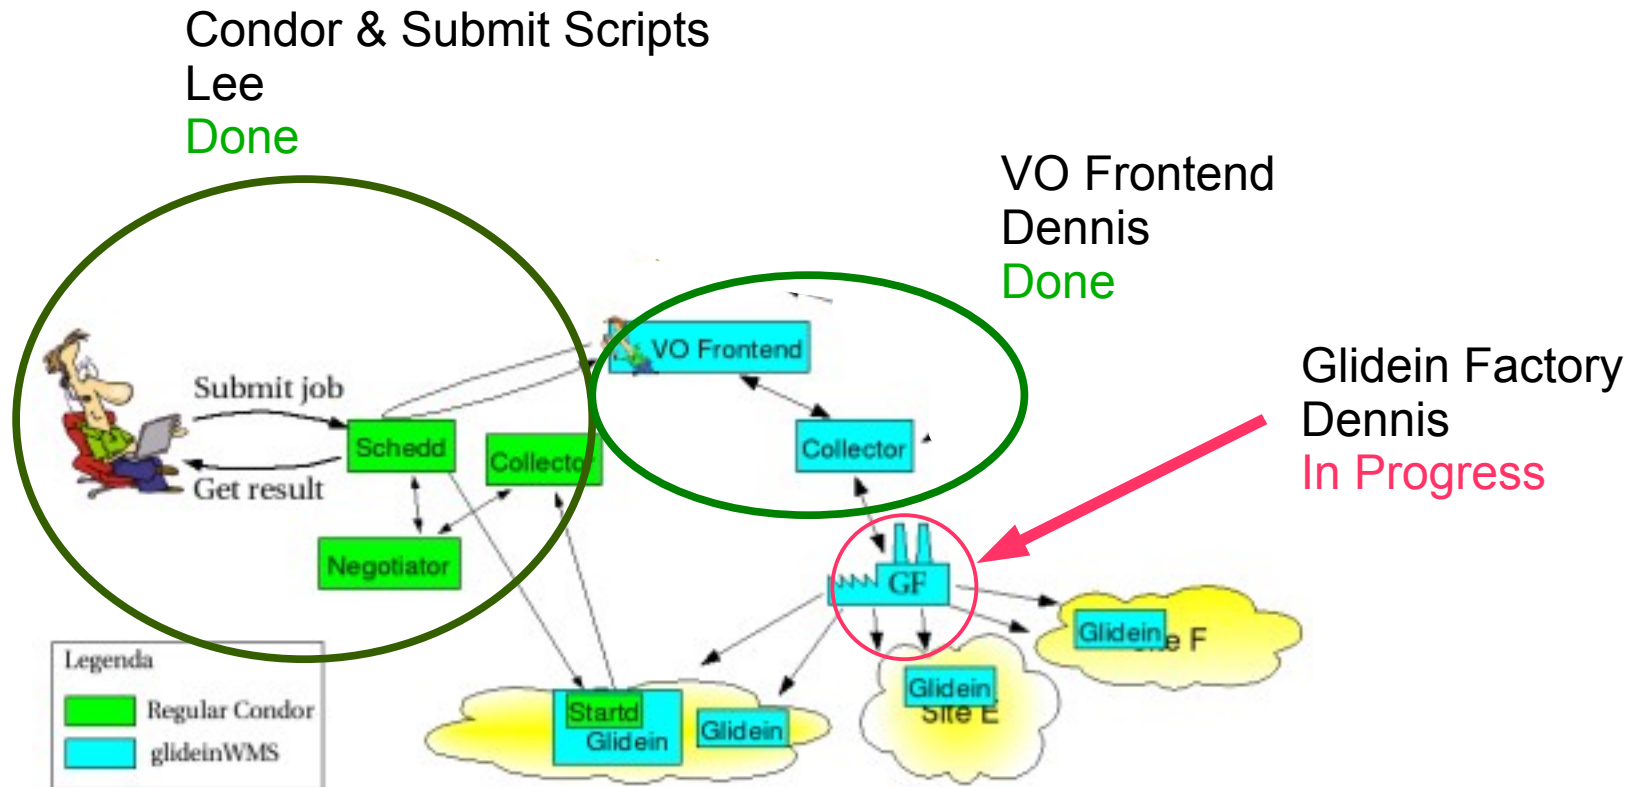 Condor & Submit Scripts
Lee
Done
VO Frontend
Dennis
Done
Glidein Factory
Dennis
In Progress
VO Frontend
Submit job
Schedd
Collector
Collector
Get result
Negotiator
GF
Glidein
Site F
Glidein
Site E
Startd
Glidein
Glidein
Legenda
Regular Condor
glideinWMS